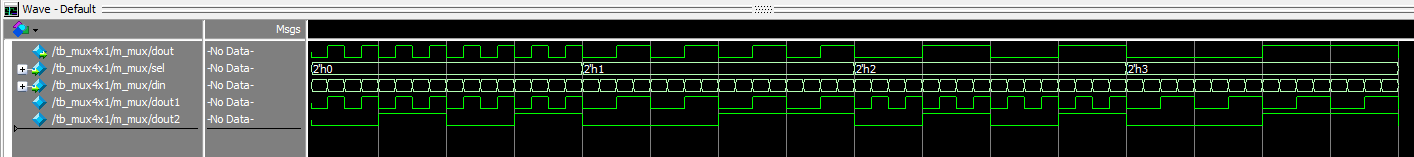 Wave - Default
Msgs
/tb_mux4x1/m_mux/dout -No Data-
/tb_mux4x1/m_mux/sel -No Data- 2'h0 2'h1 2'h2 2'h3
/tb_mux4x1/m_mux/din -No Data-
/tb_mux4x1/m_mux/dout1 -No Data-
/tb_mux4x1/m_mux/dout2 -No Data-